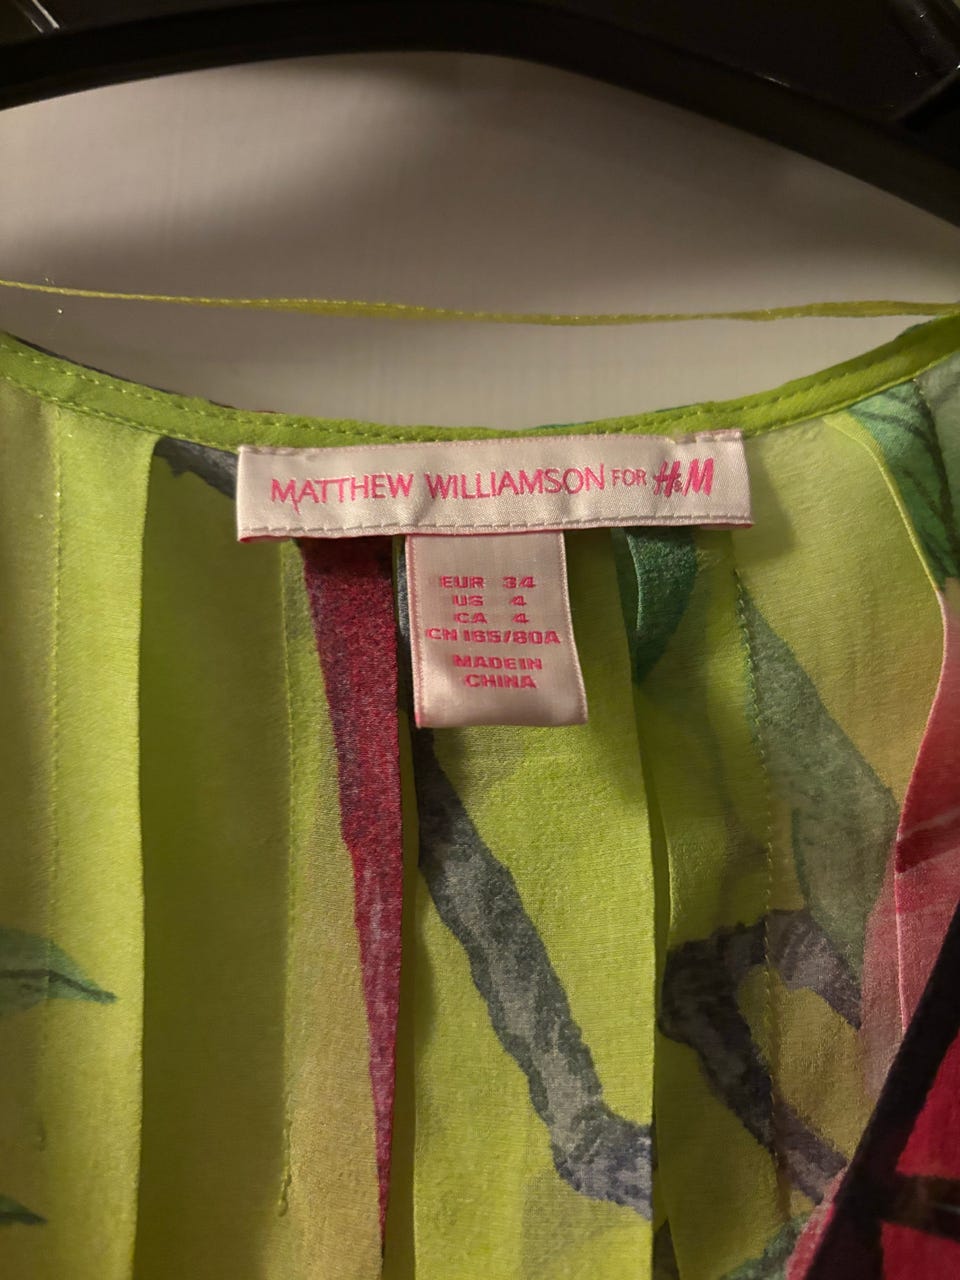 MATTHEW WILLIAMSON FOR H&M
EUR 34
US 4
CA 4
CN 165/80A
MADE IN
CHINA